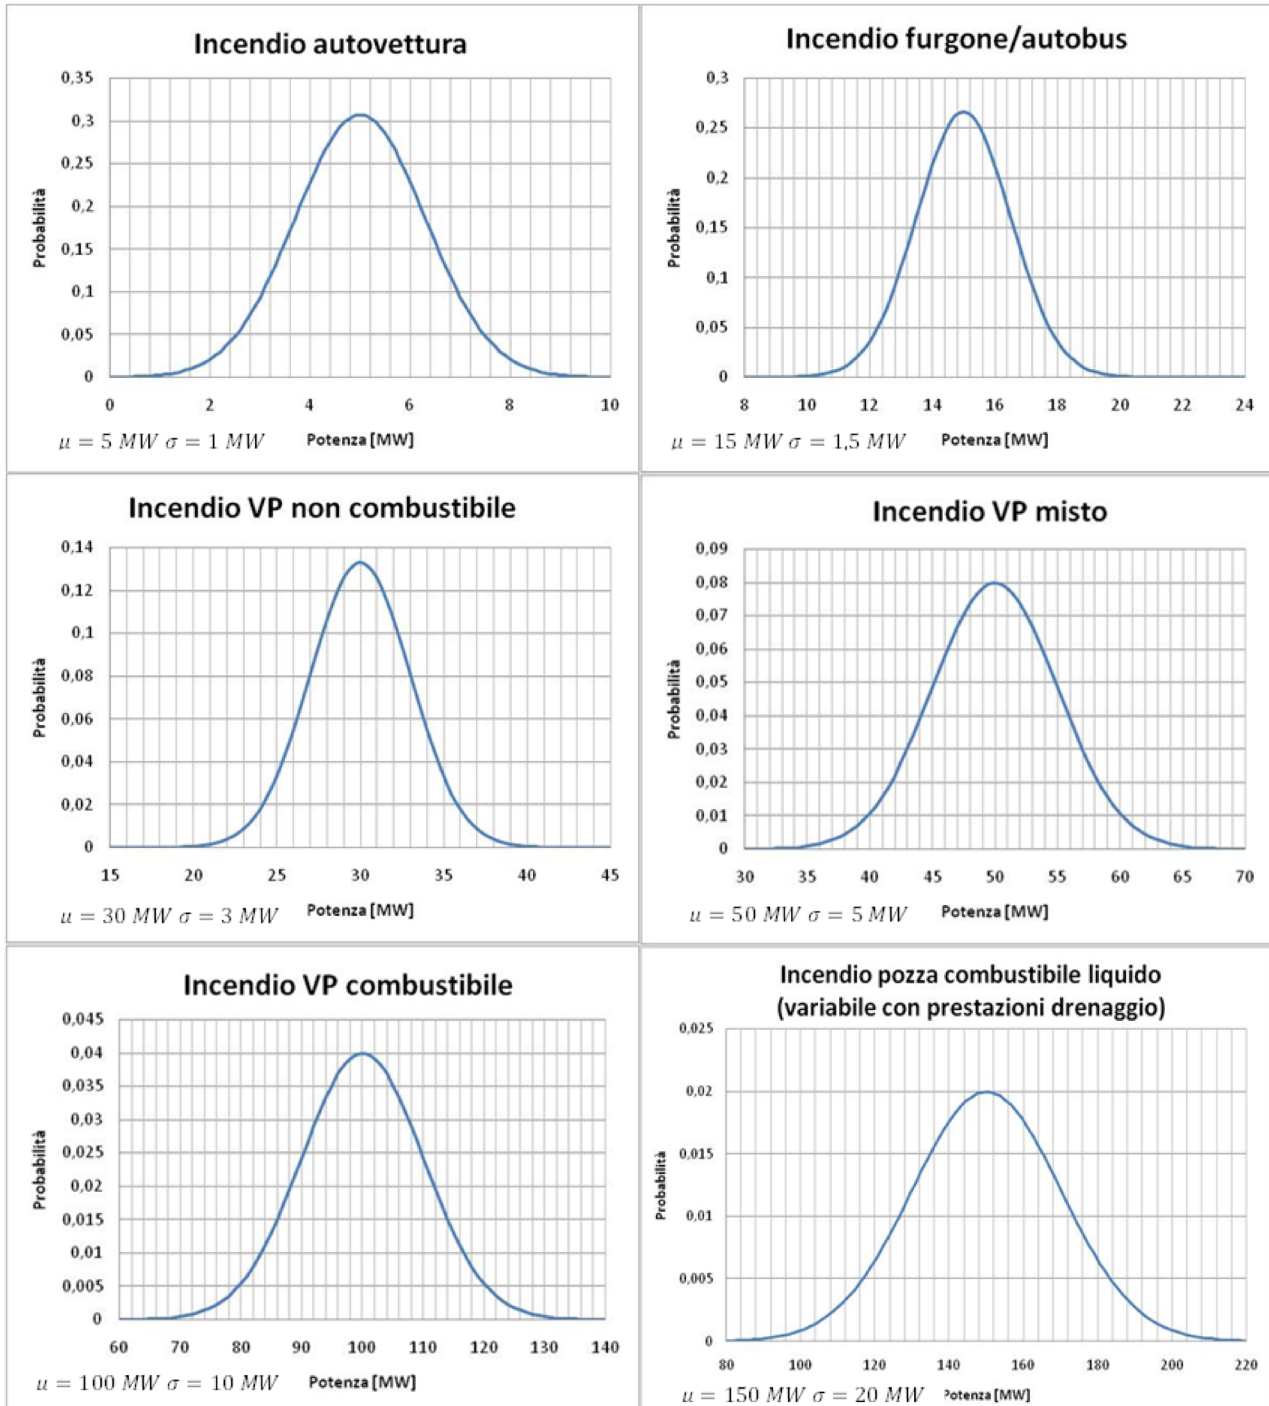 Incendio autovettura
0,35
0,3
0,25
0,2
0,15
0,1
0,05
0
Probabilità
0 2 4 6 8 10
μ = 5 MW σ = 1 MW Potenza [MW]
Incendio furgone/autobus
0,3
0,25
0,2
0,15
0,1
0,05
0
Probabilità
8 10 12 14 16 18 20 22 24
μ = 15 MW σ = 1,5 MW Potenza [MW]
Incendio VP non combustibile
0,14
0,12
0,1
0,08
0,06
0,04
0,02
0
Probabilità
15 20 25 30 35 40 45
μ = 30 MW σ = 3 MW Potenza [MW]
Incendio VP misto
0,09
0,08
0,07
0,06
0,05
0,04
0,03
0,02
0,01
0
Probabilità
30 35 40 45 50 55 60 65 70
μ = 50 MW σ = 5 MW Potenza [MW]
Incendio VP combustibile
0,045
0,04
0,035
0,03
0,025
0,02
0,015
0,01
0,005
0
Probabilità
60 70 80 90 100 110 120 130 140
μ = 100 MW σ = 10 MW Potenza [MW]
Incendio pozza combustibile liquido
(variabile con prestazioni drenaggio)
0,025
0,02
0,015
0,01
0,005
0
Probabilità
80 100 120 140 160 180 200 220
μ = 150 MW σ = 20 MW Potenza [MW]